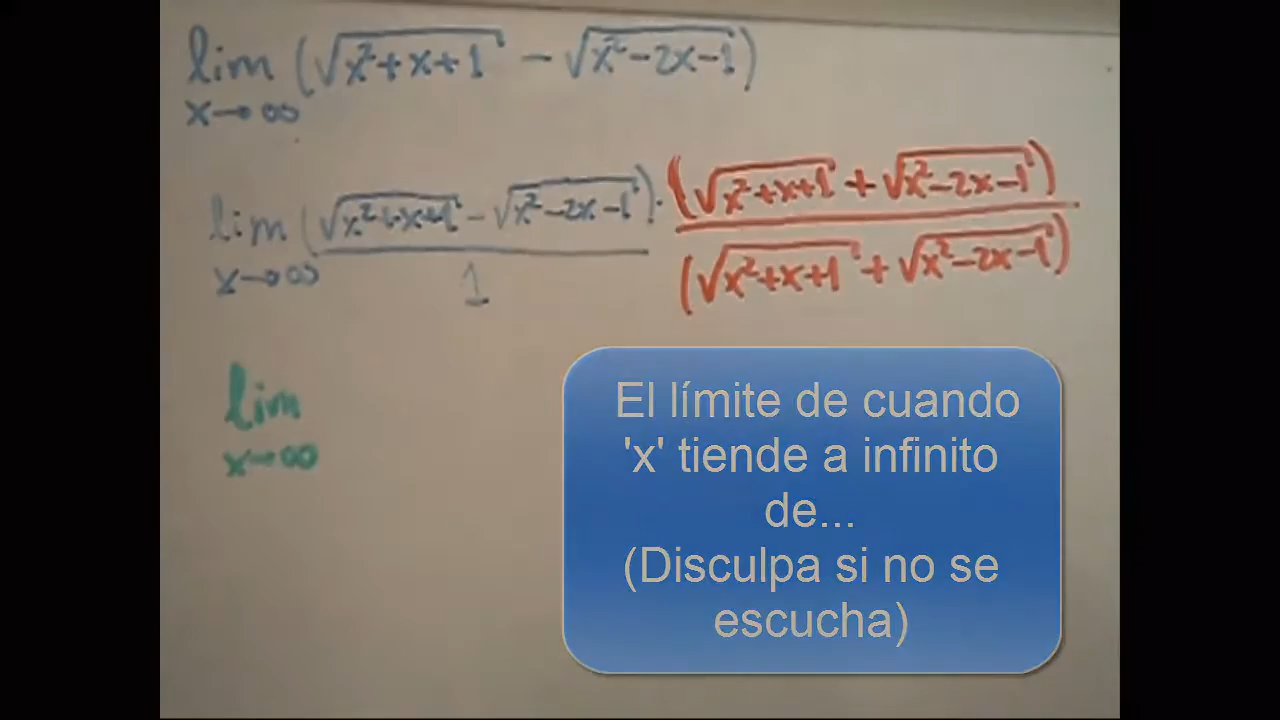 lim (√x²+x+1 - √x²-2x-1)
x→∞
lim (√x²+x+1 - √x²-2x-1) · (√x²+x+1 + √x²-2x-1)
x→∞ 1 (√x²+x+1 + √x²-2x-1)
lim
x→∞
El límite de cuando
'x' tiende a infinito
de...
(Disculpa si no se
escucha)